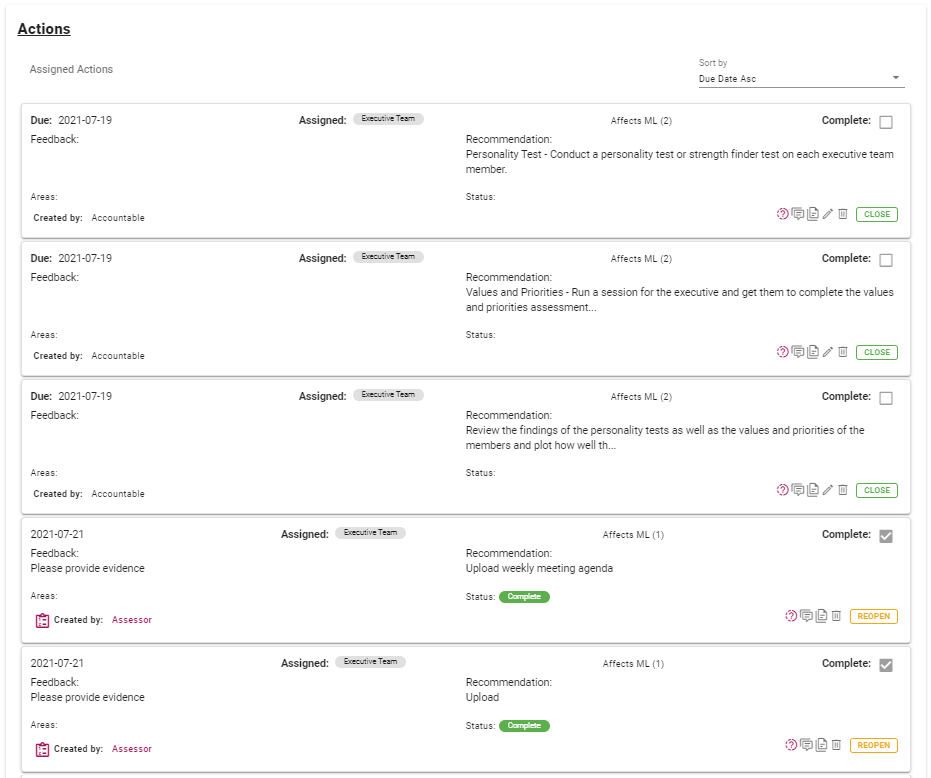 Actions
Assigned Actions
Sort by
Due Date Asc
Due: 2021-07-19 Assigned: Executive Team Affects ML (2) Complete:
Feedback: Recommendation:
Personality Test - Conduct a personality test or strength finder test on each executive team
member.
Areas: Status:
Created by: Accountable CLOSE
Due: 2021-07-19 Assigned: Executive Team Affects ML (2) Complete:
Feedback: Recommendation:
Values and Priorities - Run a session for the executive and get them to complete the values
and priorities assessment...
Areas: Status:
Created by: Accountable CLOSE
Due: 2021-07-19 Assigned: Executive Team Affects ML (2) Complete:
Feedback: Recommendation:
Review the findings of the personality tests as well as the values and priorities of the
members and plot how well th...
Areas: Status:
Created by: Accountable CLOSE
2021-07-21 Assigned: Executive Team Affects ML (1) Complete:
Feedback: Recommendation:
Please provide evidence Upload weekly meeting agenda
Areas: Status: Complete
Created by: Assessor REOPEN
2021-07-21 Assigned: Executive Team Affects ML (1) Complete:
Feedback: Recommendation:
Please provide evidence Upload
Areas: Status: Complete
Created by: Assessor REOPEN